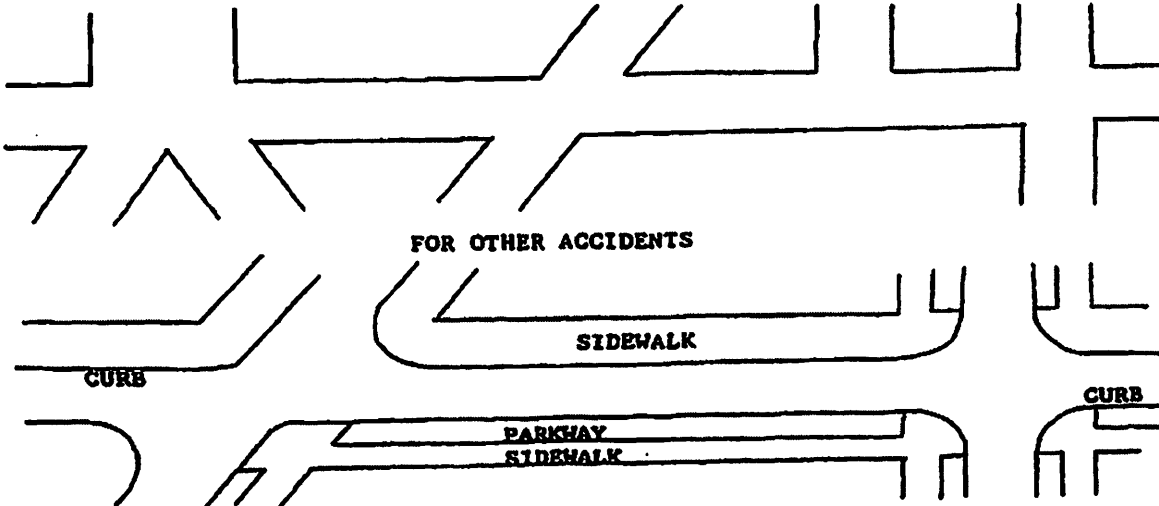 FOR OTHER ACCIDENTS
SIDEWALK
CURB
CURB
PARKWAY
SIDEWALK